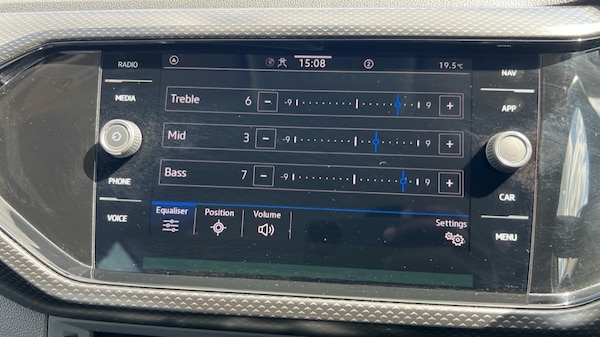 RADIO
15:08
2
19.5°C
NAV
MEDIA
APP
Treble 6 − -9 9 +
Mid 3 − -9 9 +
Bass 7 − -9 9 +
PHONE
CAR
VOICE
MENU
Equaliser
Position
Volume
Settings